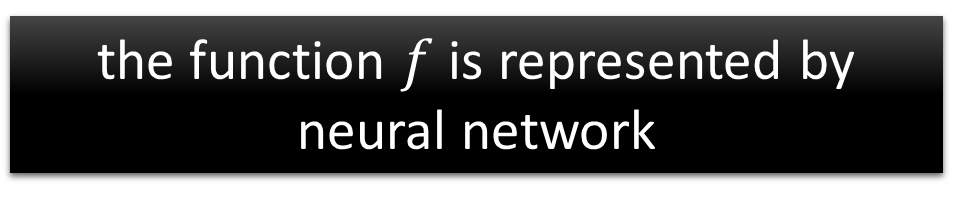 the function f is represented by
neural network